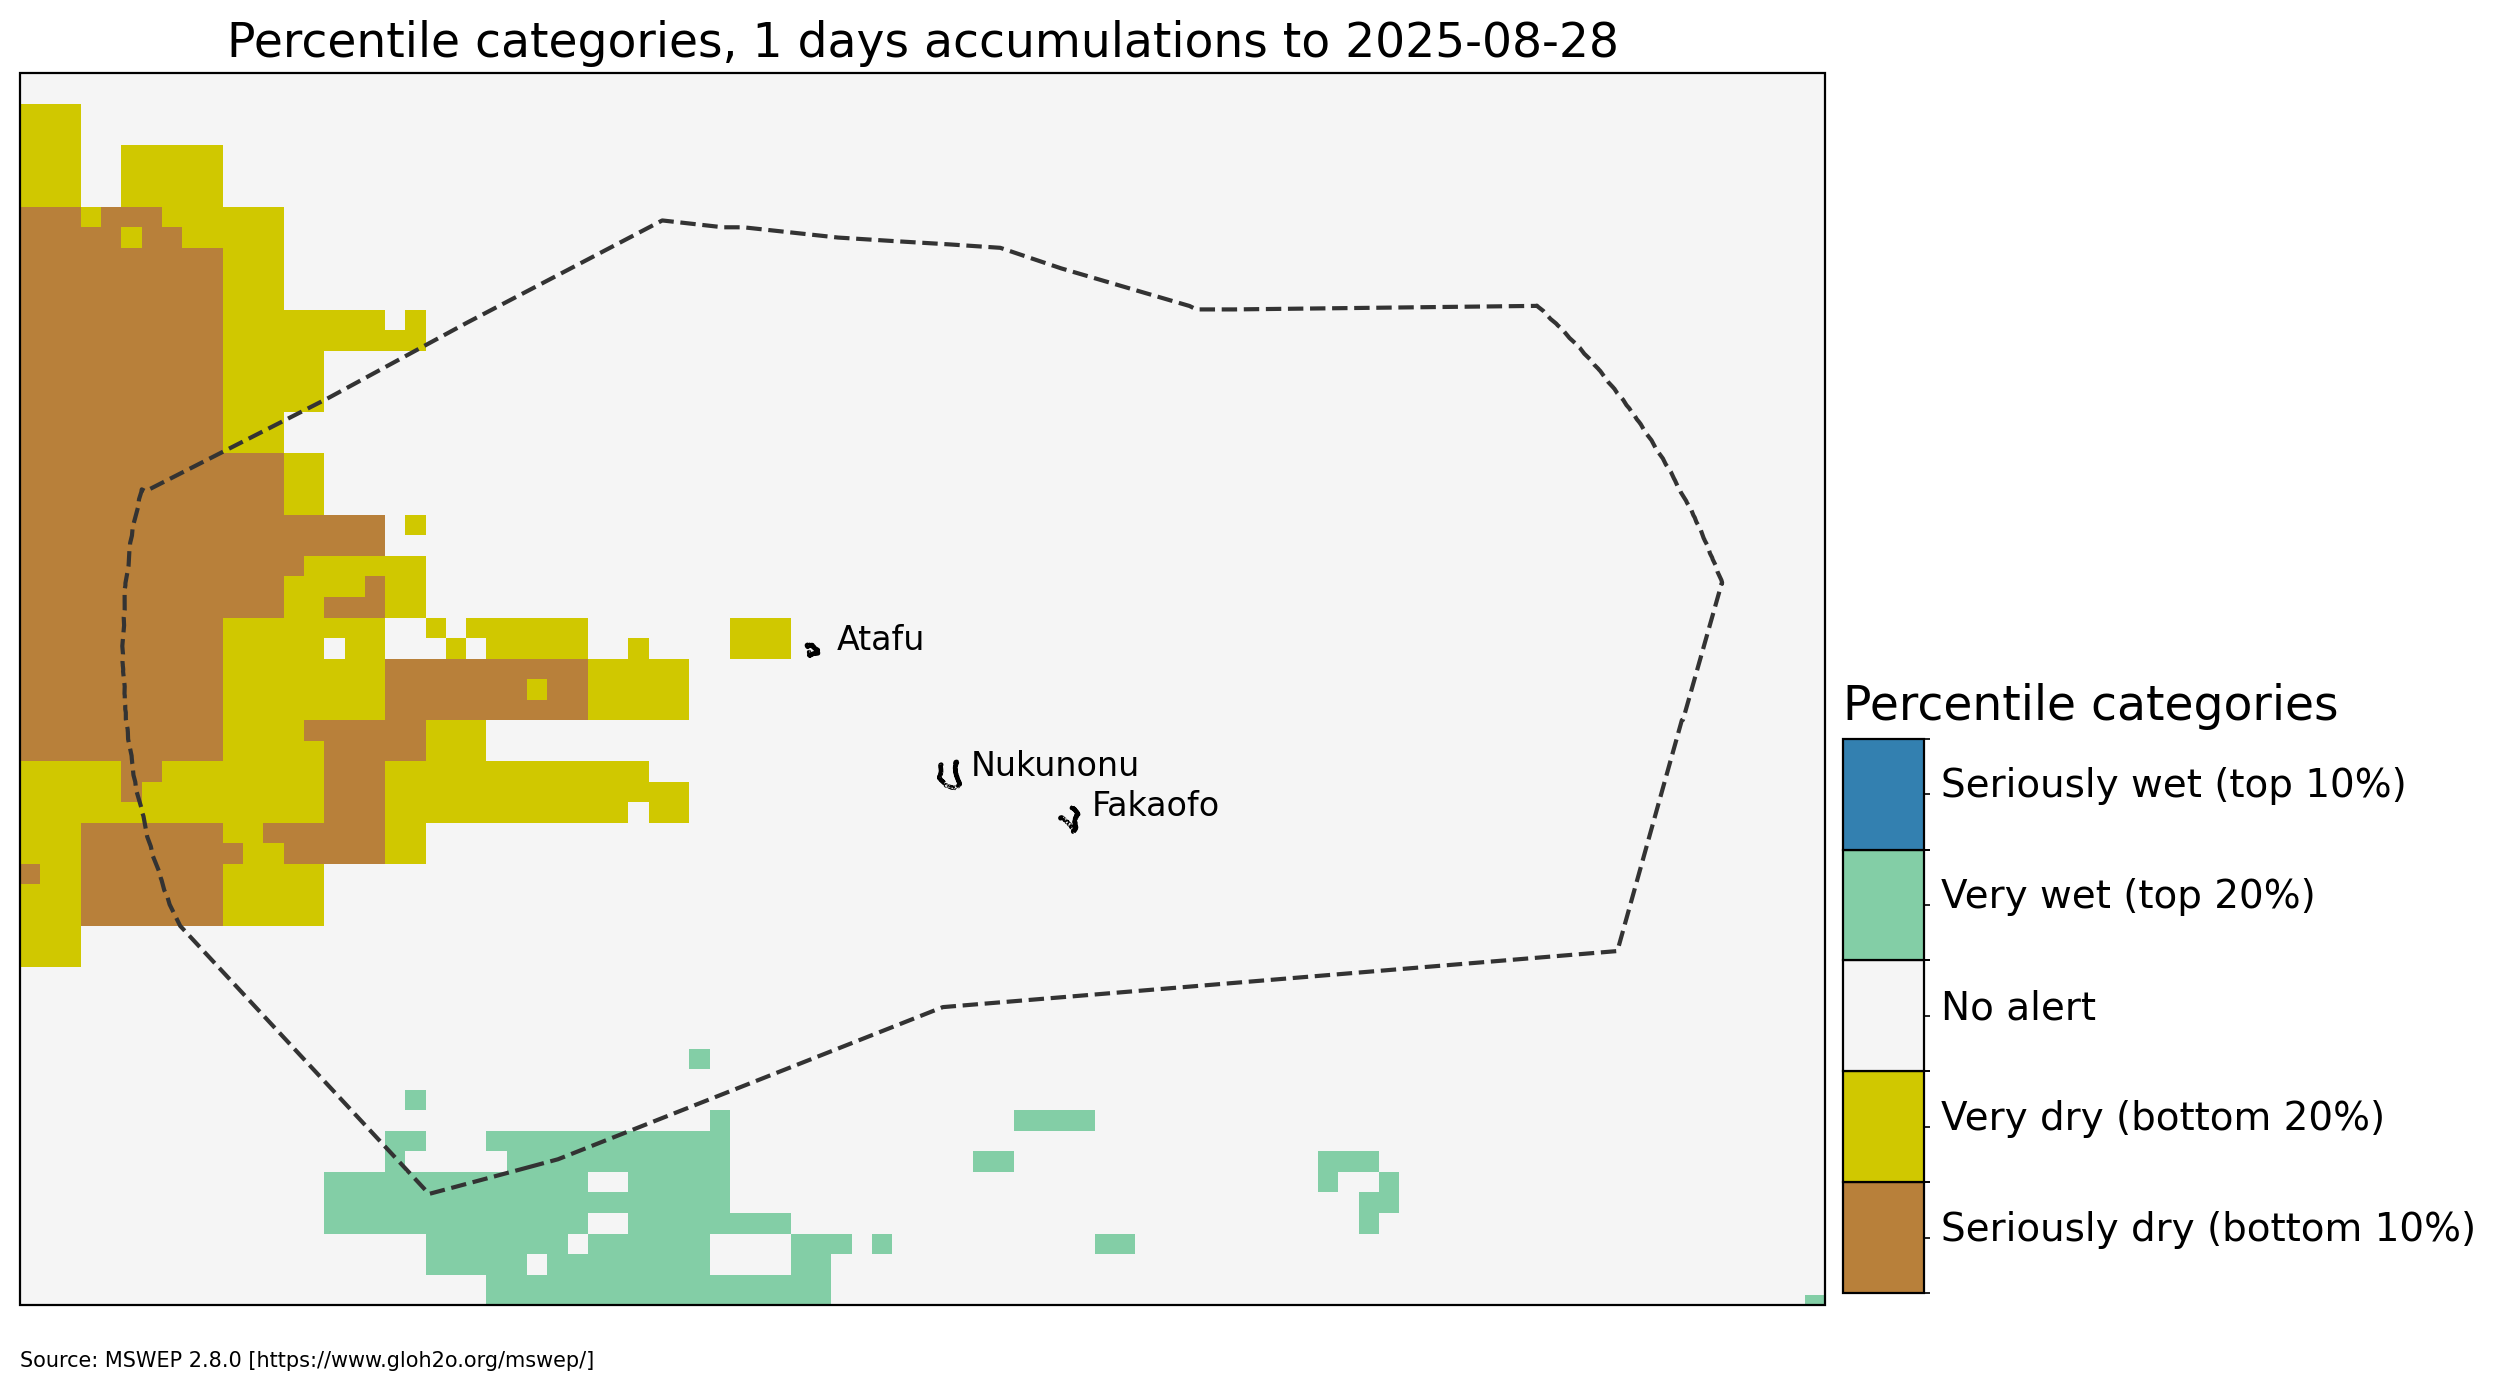 Percentile categories, 1 days accumulations to 2025-08-28
Atafu
Nukunonu
Fakaofo
Percentile categories
Seriously wet (top 10%)
Very wet (top 20%)
No alert
Very dry (bottom 20%)
Seriously dry (bottom 10%)
Source: MSWEP 2.8.0 [https://www.gloh2o.org/mswep/]